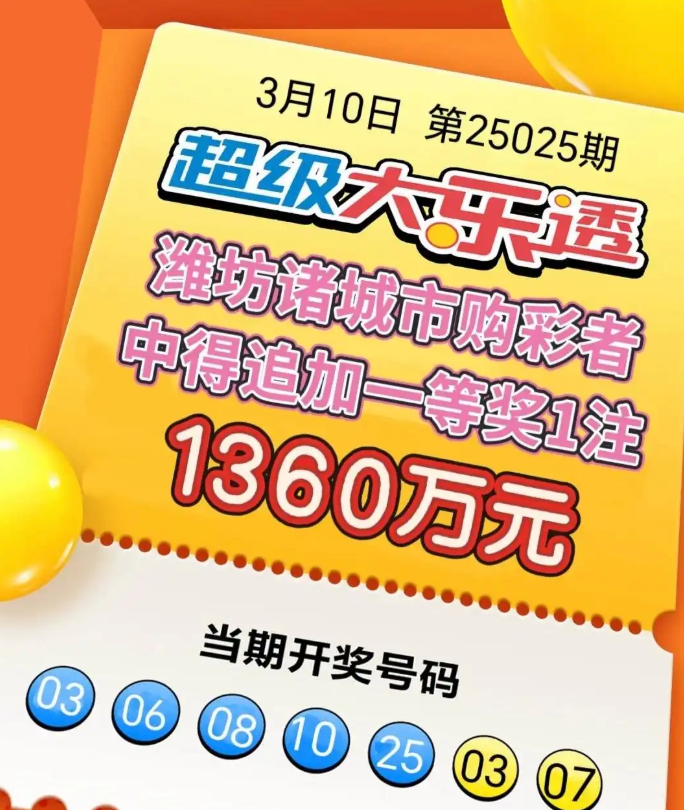 3月10日 第25025期
超级大乐透
潍坊诸城市购彩者
中得追加一等奖1注
1360万元
当期开奖号码
03 06 08 10 25 03 07